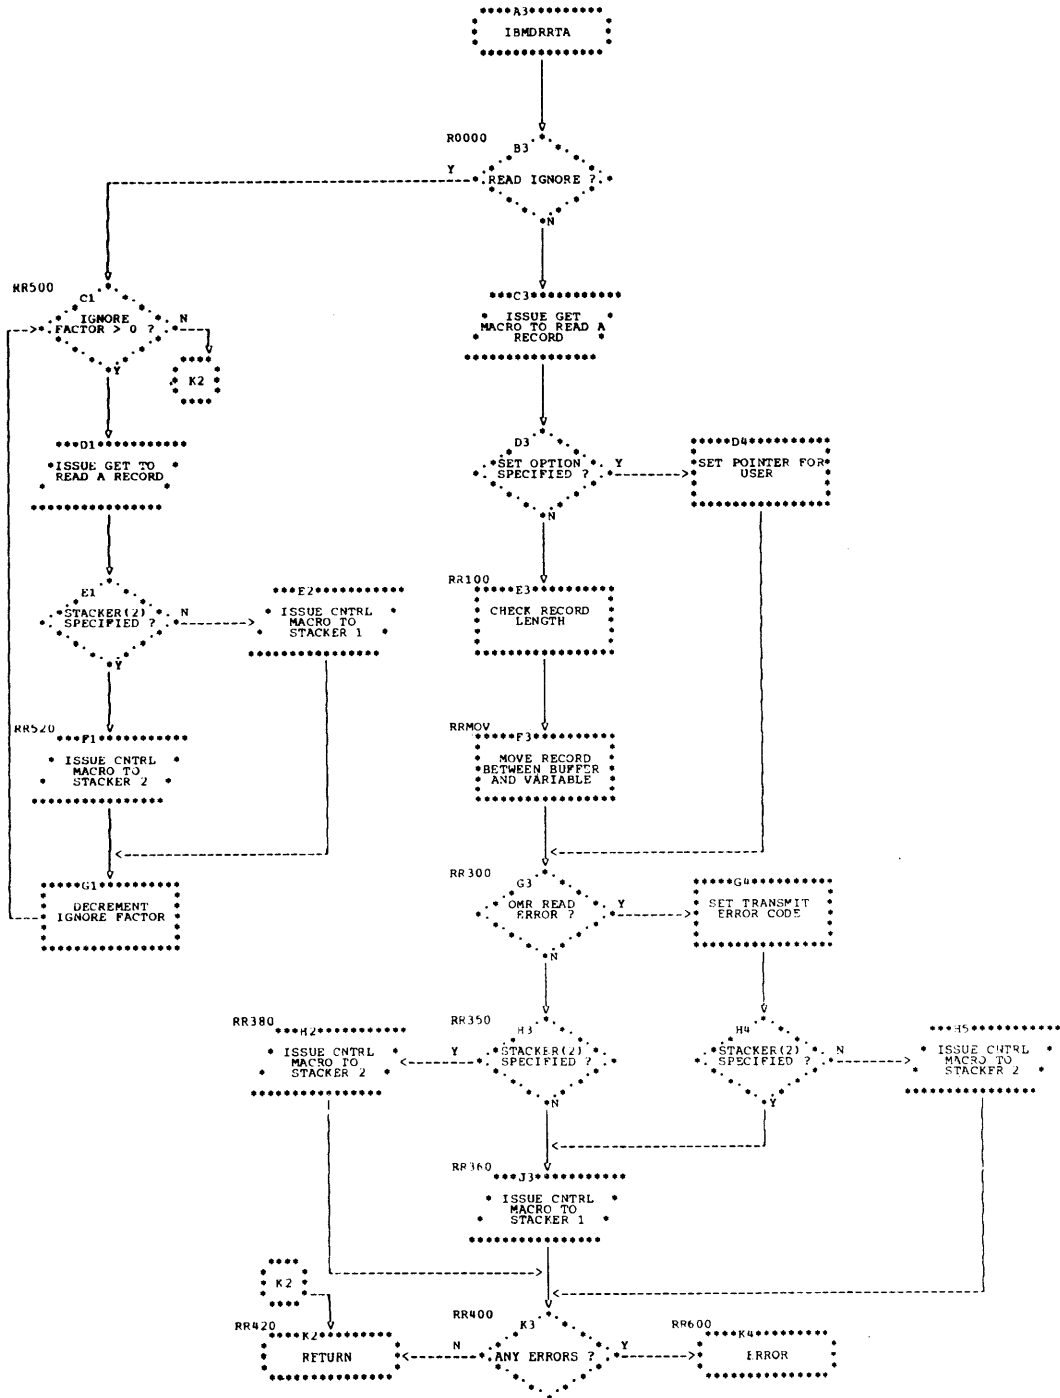 A3
IBMDRRTA
R0000
B3
Y
READ IGNORE ?
N
RR500
C1
IGNORE
FACTOR > 0 ?
N
Y
K2
C3
ISSUE GET
MACRO TO READ A
RECORD
D1
ISSUE GET TO
READ A RECORD
D3
SET OPTION
SPECIFIED ?
Y
N
D4
SET POINTER FOR
USER
E1
STACKER(2)
SPECIFIED ?
N
Y
E2
ISSUE CNTRL
MACRO TO
STACKER 1
RR100
E3
CHECK RECORD
LENGTH
RR520
F1
ISSUE CNTRL
MACRO TO
STACKER 2
RRMOV
F3
MOVE RECORD
BETWEEN BUFFER
AND VARIABLE
G1
DECREMENT
IGNORE FACTOR
RR300
G3
OMR READ
ERROR ?
Y
N
G4
SET TRANSMIT
ERROR CODE
RR380
H2
ISSUE CNTRL
MACRO TO
STACKER 2
RR350
H3
Y
STACKER(2)
SPECIFIED ?
N
H4
STACKER(2)
SPECIFIED ?
N
Y
H5
ISSUE CNTRL
MACRO TO
STACKER 2
RR360
J3
ISSUE CNTRL
MACRO TO
STACKER 1
K2
RR420
K2
RETURN
RR400
K3
N
ANY ERRORS ?
Y
RR600
K4
ERROR